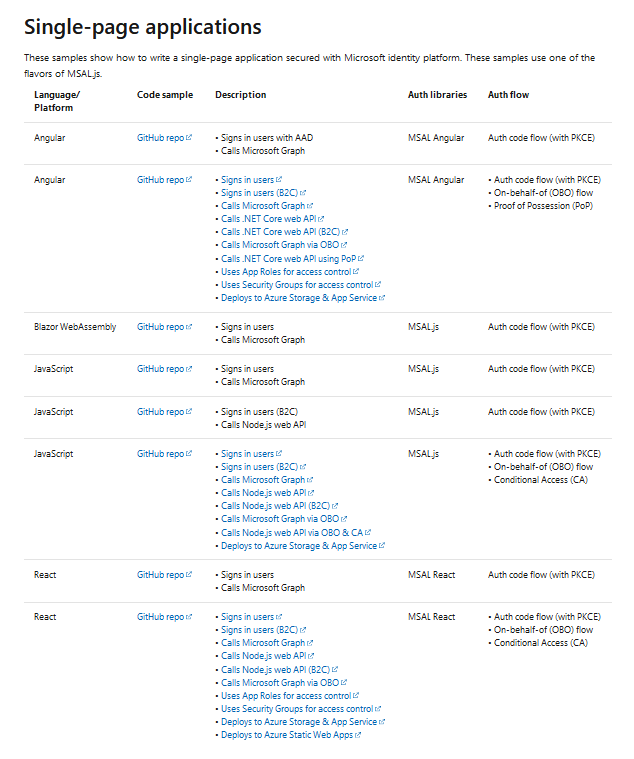 Single-page applications
These samples show how to write a single-page application secured with Microsoft identity platform. These samples use one of the
flavors of MSAL.js.
Language/ Code sample Description Auth libraries Auth flow
Platform
Angular GitHub repo • Signs in users with AAD MSAL Angular Auth code flow (with PKCE)
• Calls Microsoft Graph
Angular GitHub repo • Signs in users MSAL Angular • Auth code flow (with PKCE)
• Signs in users (B2C) • On-behalf-of (OBO) flow
• Calls Microsoft Graph • Proof of Possession (PoP)
• Calls .NET Core web API
• Calls .NET Core web API (B2C)
• Calls Microsoft Graph via OBO
• Calls .NET Core web API using PoP
• Uses App Roles for access control
• Uses Security Groups for access control
• Deploys to Azure Storage & App Service
Blazor WebAssembly GitHub repo • Signs in users MSAL.js Auth code flow (with PKCE)
• Calls Microsoft Graph
JavaScript GitHub repo • Signs in users MSAL.js Auth code flow (with PKCE)
• Calls Microsoft Graph
JavaScript GitHub repo • Signs in users (B2C) MSAL.js Auth code flow (with PKCE)
• Calls Node.js web API
JavaScript GitHub repo • Signs in users MSAL.js • Auth code flow (with PKCE)
• Signs in users (B2C) • On-behalf-of (OBO) flow
• Calls Microsoft Graph • Conditional Access (CA)
• Calls Node.js web API
• Calls Node.js web API (B2C)
• Calls Microsoft Graph via OBO
• Calls Node.js web API via OBO & CA
• Deploys to Azure Storage & App Service
React GitHub repo • Signs in users MSAL React Auth code flow (with PKCE)
• Calls Microsoft Graph
React GitHub repo • Signs in users MSAL React • Auth code flow (with PKCE)
• Signs in users (B2C) • On-behalf-of (OBO) flow
• Calls Microsoft Graph • Conditional Access (CA)
• Calls Node.js web API
• Calls Node.js web API (B2C)
• Calls Microsoft Graph via OBO
• Uses App Roles for access control
• Uses Security Groups for access control
• Deploys to Azure Storage & App Service
• Deploys to Azure Static Web Apps